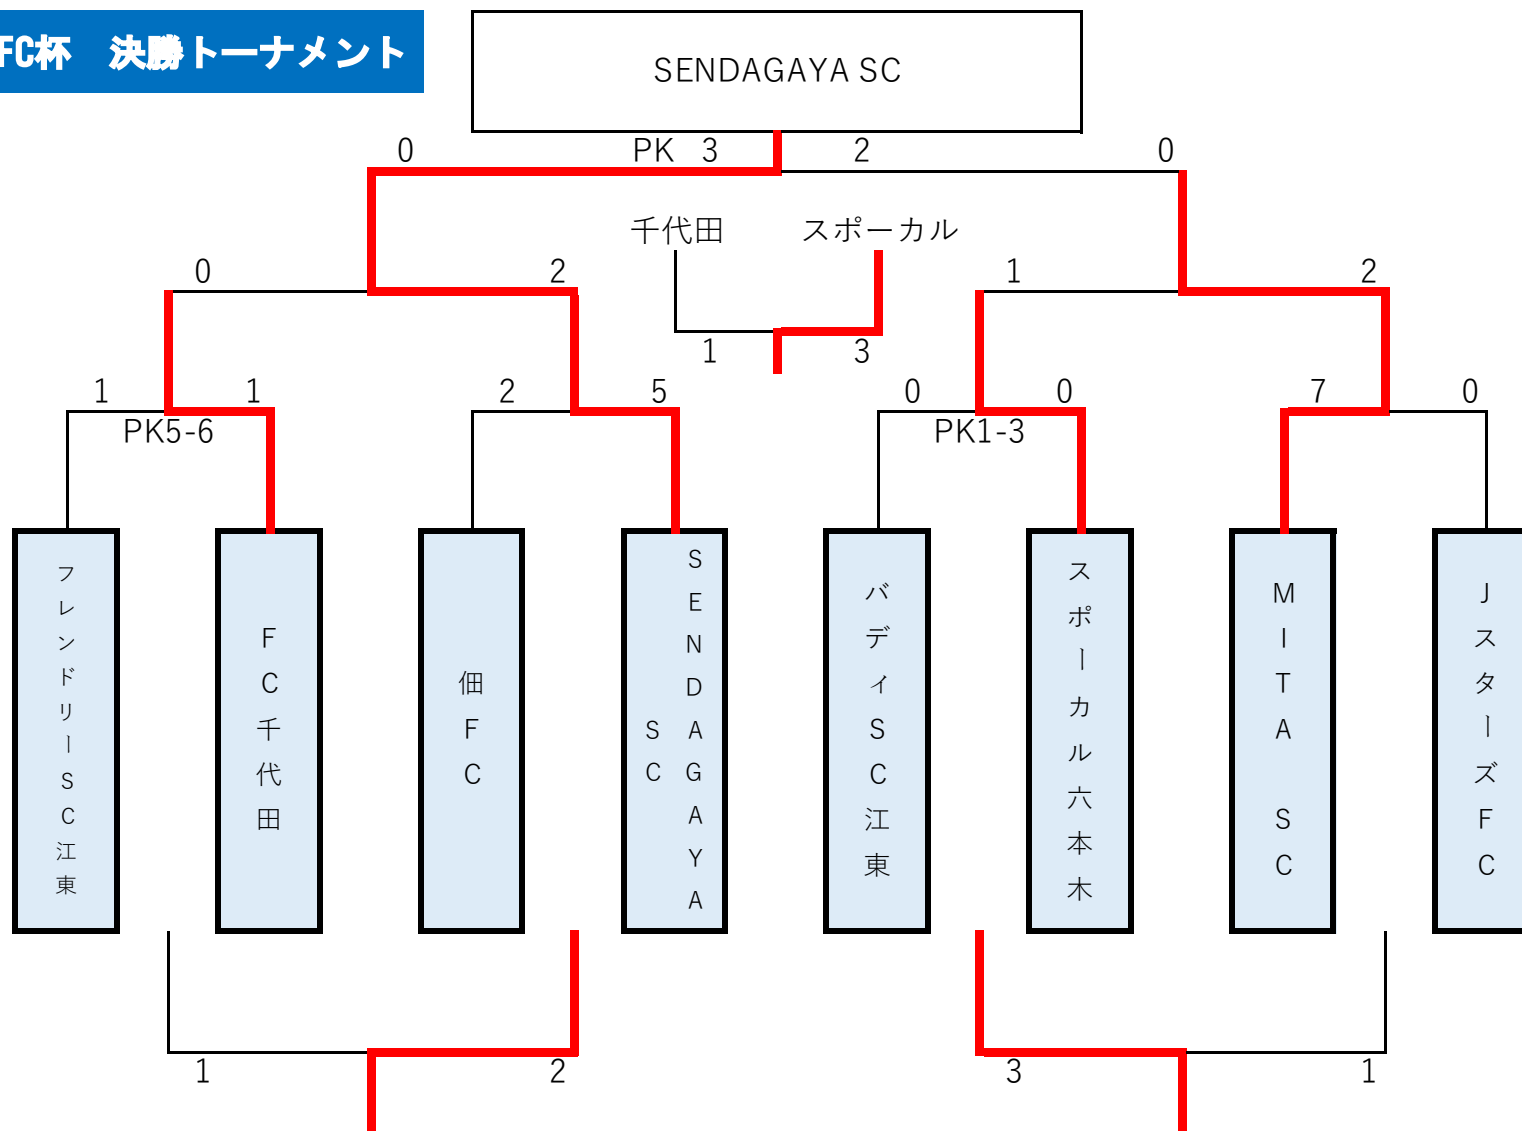 FC杯　決勝トーナメント
SENDAGAYA SC
0 PK 3 2 0
千代田 スポーカル
0 2 1 2
1 3
1 1 2 5 0 0 7 0
PK5-6 PK1-3
フレンドリーSC江東
FC千代田
佃FC
SENDAGAYA
SC
バディSC江東
スポーカル六本木
MITA SC
JスターズFC
1 2 3 1